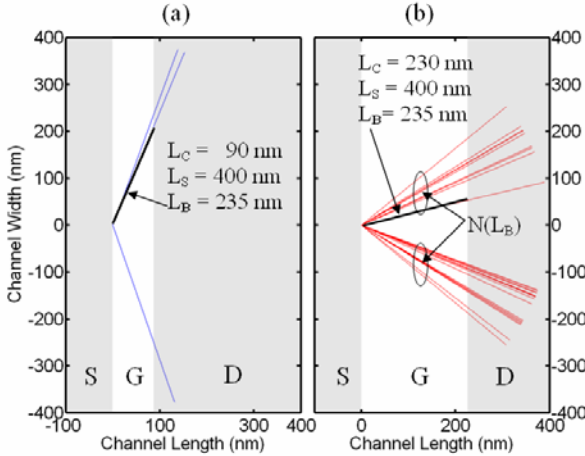 (a)
(b)
400
300
200
100
0
-100
-200
-300
-400
Channel Width (nm)
L_C = 90 nm
L_S = 400 nm
L_B = 235 nm
S
G
D
-100 0 100 200 300 400
Channel Length (nm)
L_C = 230 nm
L_S = 400 nm
L_B = 235 nm
N(L_B)
S
G
D
0 100 200 300 400
Channel Length (nm)
400
300
200
100
0
-100
-200
-300
-400